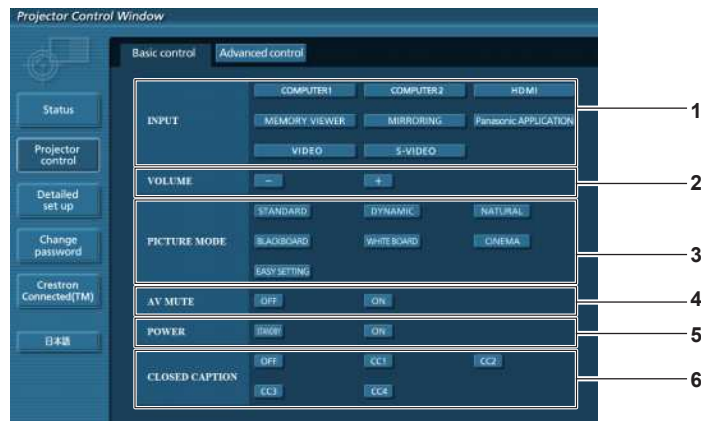 Projector Control Window
Basic control Advanced control
Status
Projector control
Detailed set up
Change password
Crestron Connected(TM)
日本語
INPUT
COMPUTER1 COMPUTER2 HDMI
MEMORY VIEWER MIRRORING Panasonic APPLICATION
VIDEO S-VIDEO
1
VOLUME - +
2
PICTURE MODE
STANDARD DYNAMIC NATURAL
BLACKBOARD WHITE BOARD CINEMA
EASY SETTING
3
AV MUTE OFF ON
4
POWER STANDBY ON
5
CLOSED CAPTION
OFF CC1 CC2
CC3 CC4
6